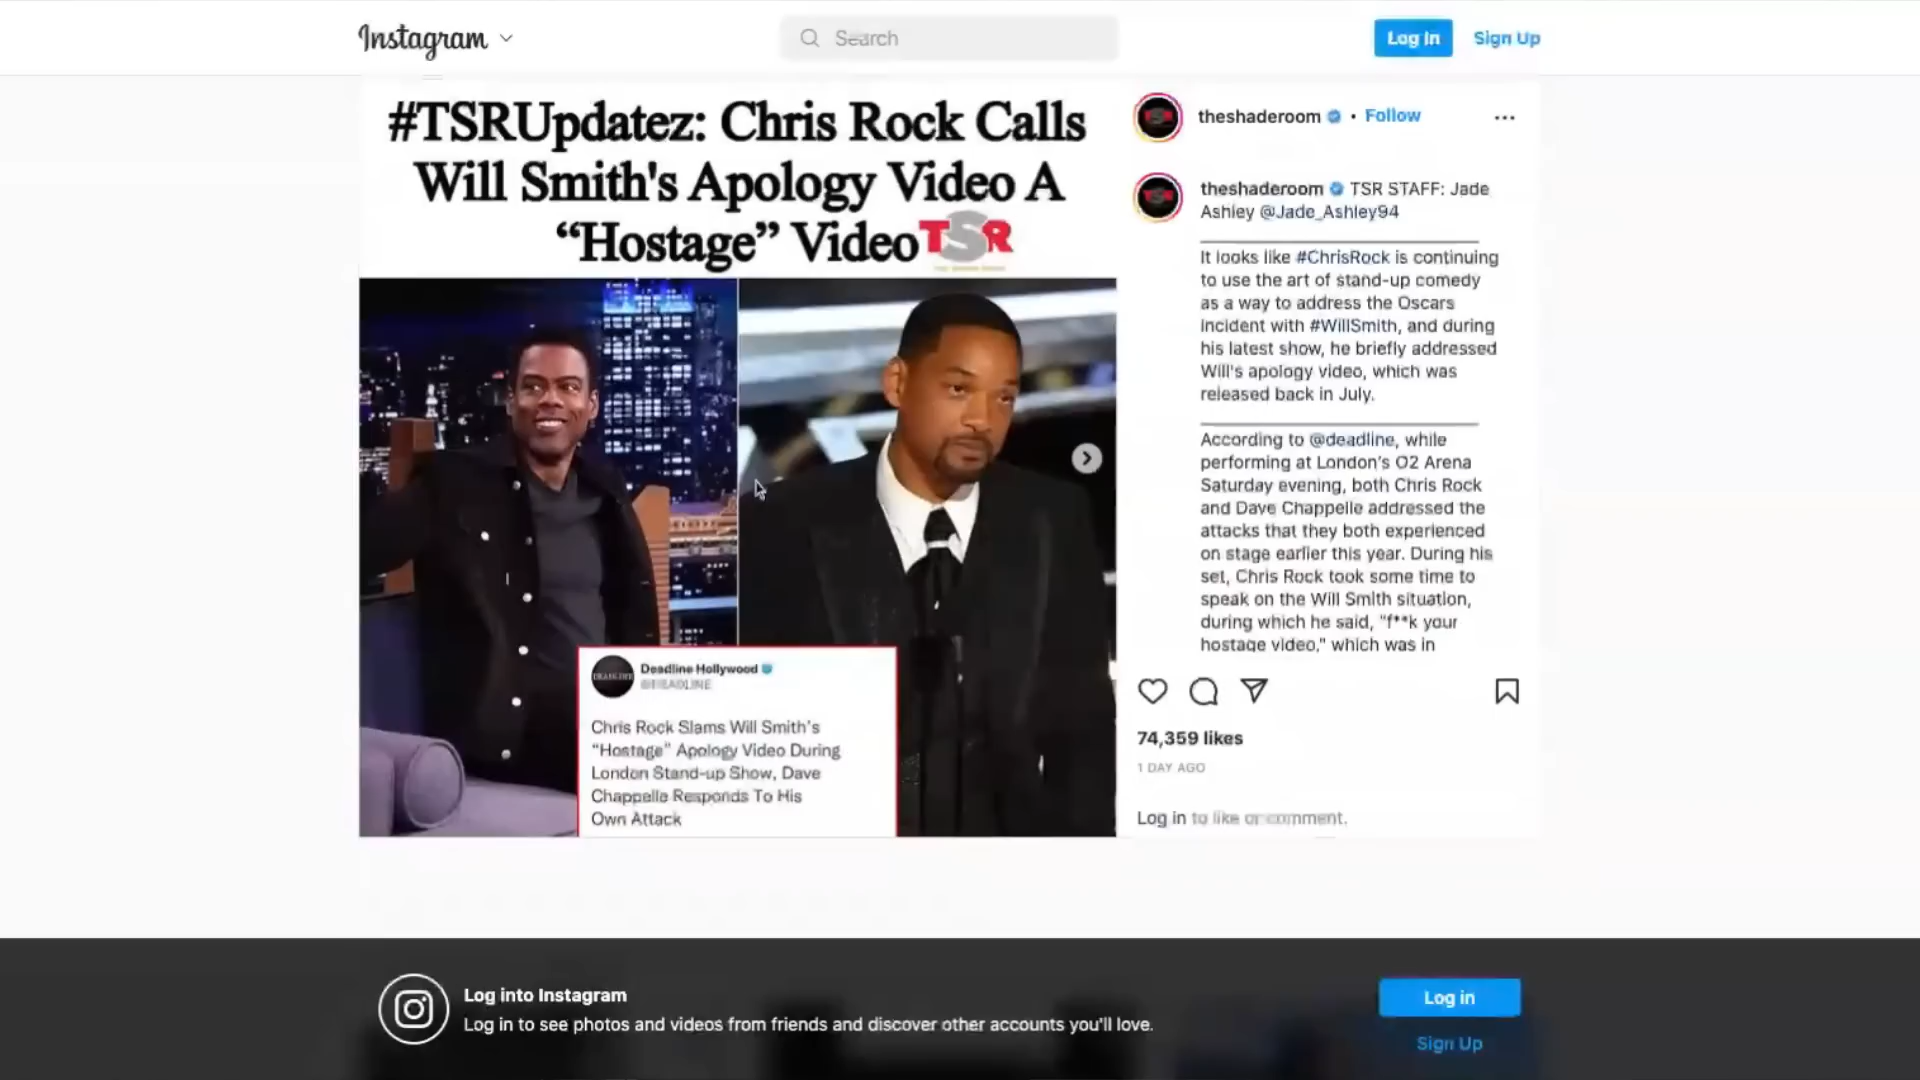 Instagram
Search
Log In
Sign Up
#TSRUpdatez: Chris Rock Calls
Will Smith's Apology Video A
“Hostage” Video
TSR
Deadline Hollywood
@DEADLINE
Chris Rock Slams Will Smith's
“Hostage” Apology Video During
London Stand-up Show, Dave
Chappelle Responds To His
Own Attack
theshaderoom • Follow
theshaderoom TSR STAFF: Jade
Ashley @Jade_Ashley94
It looks like #ChrisRock is continuing
to use the art of stand-up comedy
as a way to address the Oscars
incident with #WillSmith, and during
his latest show, he briefly addressed
Will's apology video, which was
released back in July.
According to @deadline, while
performing at London's O2 Arena
Saturday evening, both Chris Rock
and Dave Chappelle addressed the
attacks that they both experienced
on stage earlier this year. During his
set, Chris Rock took some time to
speak on the Will Smith situation,
during which he said, "f**k your
hostage video," which was in
74,359 likes
1 DAY AGO
Log in to like or comment.
Log into Instagram
Log in to see photos and videos from friends and discover other accounts you'll love.
Log in
Sign Up